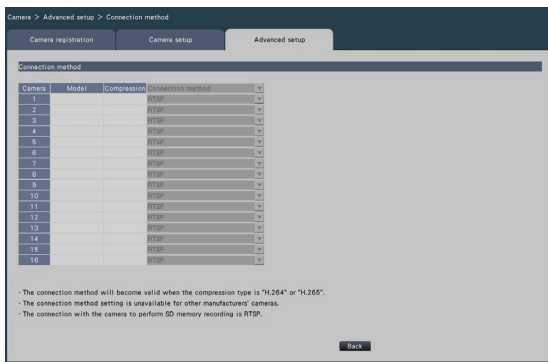 Camera > Advanced setup > Connection method
Camera registration Camera setup Advanced setup
Connection method
Camera Model Compression Connection method
1 RTSP
2 RTSP
3 RTSP
4 RTSP
5 RTSP
6 RTSP
7 RTSP
8 RTSP
9 RTSP
10 RTSP
11 RTSP
12 RTSP
13 RTSP
14 RTSP
15 RTSP
16 RTSP
· The connection method will become valid when the compression type is "H.264" or "H.265".
· The connection method setting is unavailable for other manufacturers' cameras.
· The connection with the camera to perform SD memory recording is RTSP.
Back